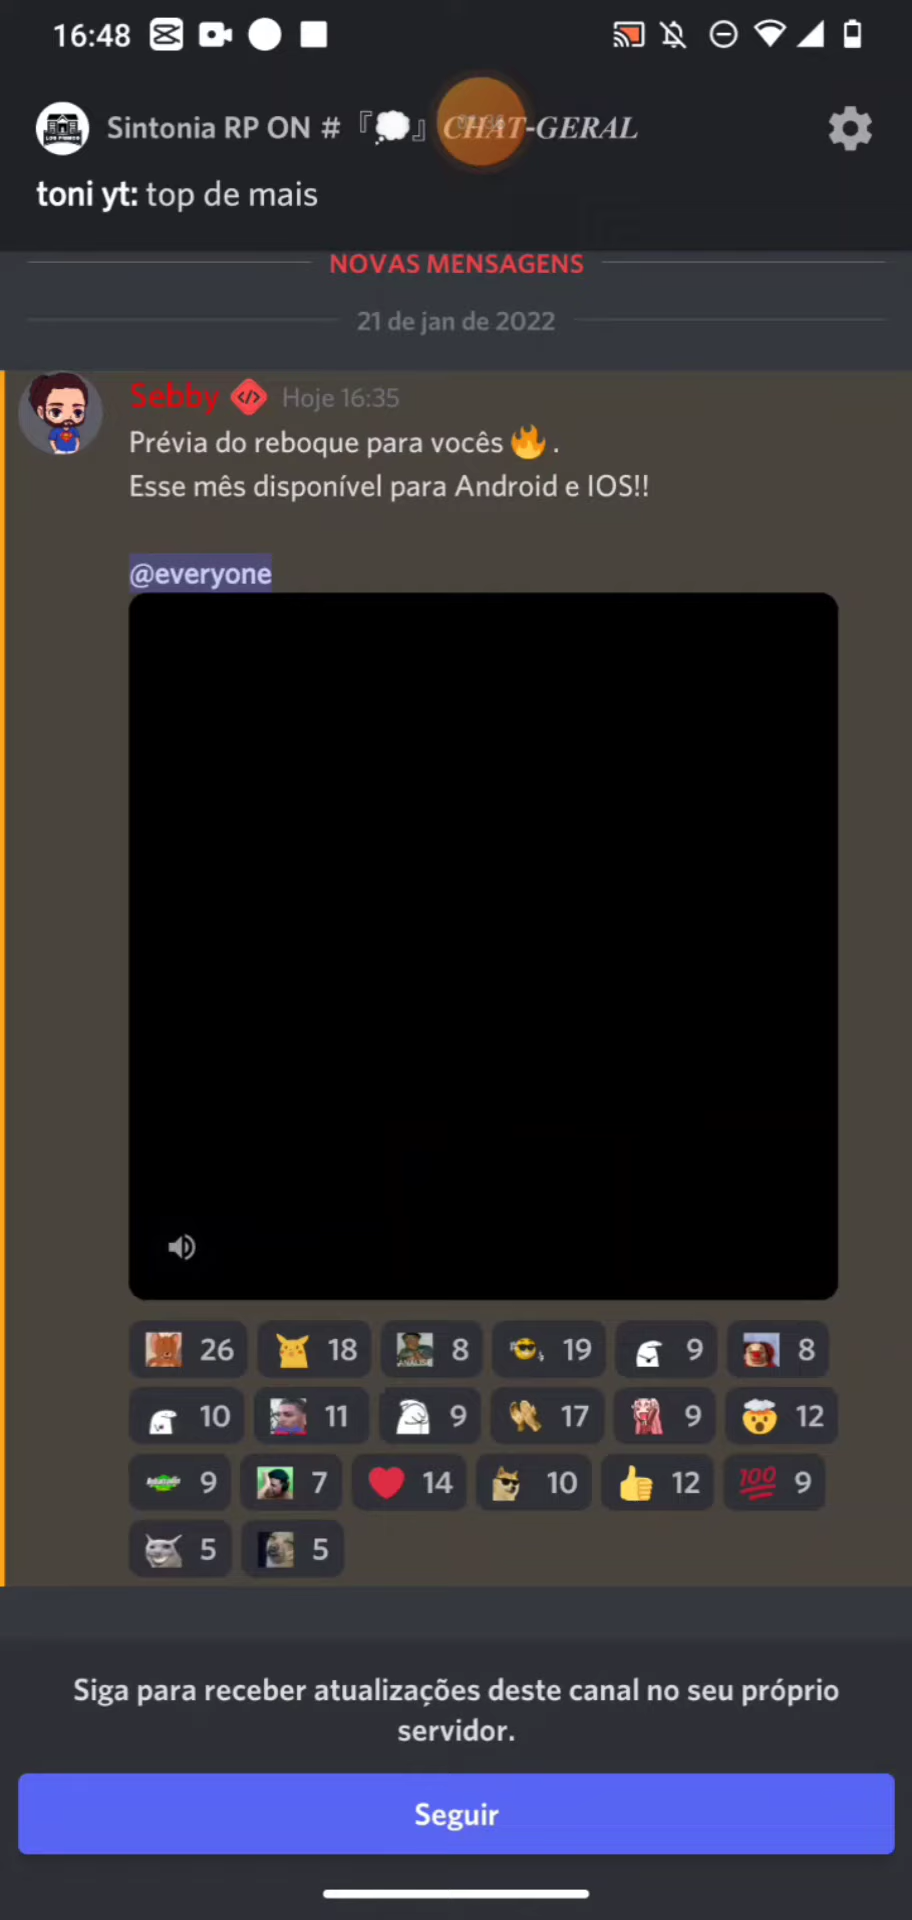 16:48
Sintonia RP ON # 『💭』 CHAT-GERAL
toni yt: top de mais
NOVAS MENSAGENS
21 de jan de 2022
Sebby </> Hoje 16:35
Prévia do reboque para vocês 🔥.
Esse mês disponível para Android e IOS!!
@everyone
26 18 8 19 9 8
10 11 9 17 9 12
9 7 14 10 12 100 9
5 5
Siga para receber atualizações deste canal no seu próprio
servidor.
Seguir